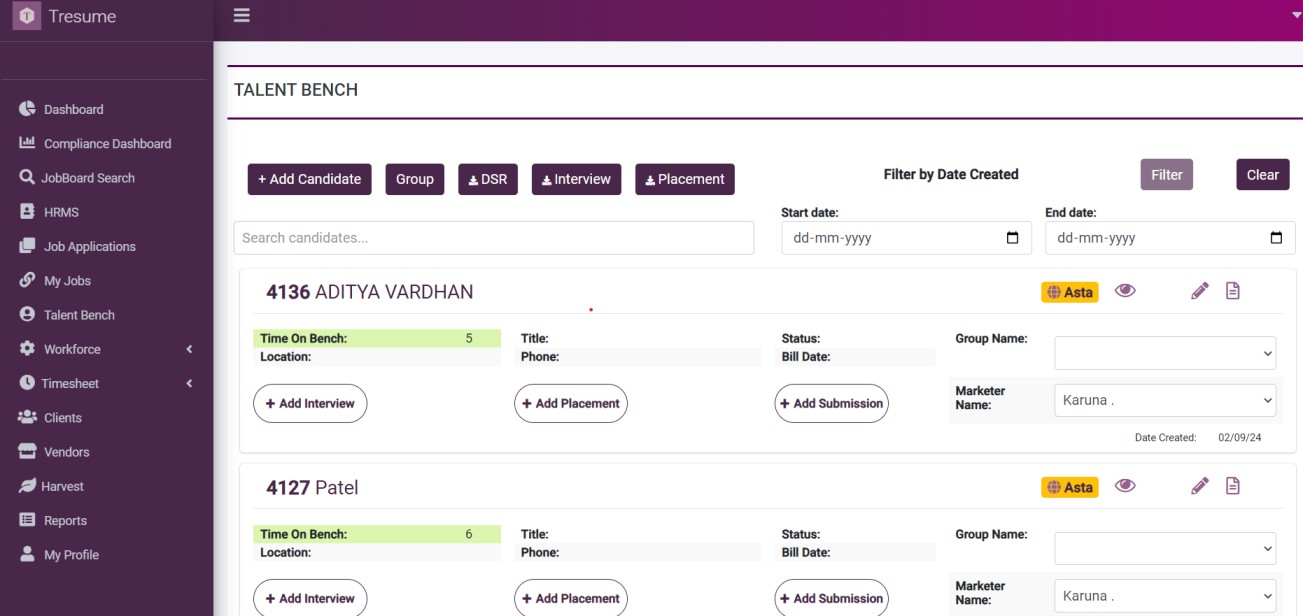 Tresume
Dashboard
Compliance Dashboard
JobBoard Search
HRMS
Job Applications
My Jobs
Talent Bench
Workforce
Timesheet
Clients
Vendors
Harvest
Reports
My Profile
TALENT BENCH
+ Add Candidate Group DSR Interview Placement
Filter by Date Created Filter Clear
Search candidates...
Start date: End date:
dd-mm-yyyy dd-mm-yyyy
4136 ADITYA VARDHAN Asta
Time On Bench: 5 Title: Status: Group Name:
Location: Phone: Bill Date:
+ Add Interview + Add Placement + Add Submission
Marketer Name: Karuna .
Date Created: 02/09/24
4127 Patel Asta
Time On Bench: 6 Title: Status: Group Name:
Location: Phone: Bill Date:
+ Add Interview + Add Placement + Add Submission
Marketer Name: Karuna .